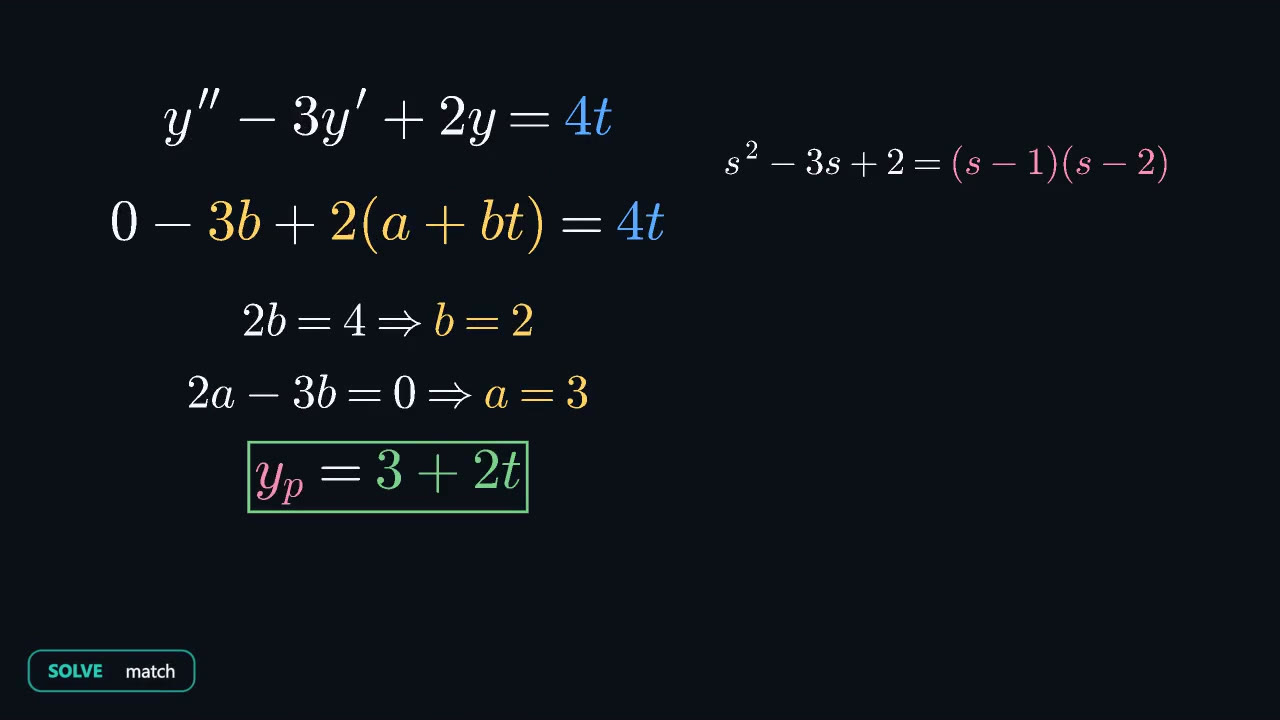 y″ − 3y′ + 2y = 4t
s² − 3s + 2 = (s − 1)(s − 2)
0 − 3b + 2(a + bt) = 4t
2b = 4 ⇒ b = 2
2a − 3b = 0 ⇒ a = 3
yₚ = 3 + 2t
SOLVE match